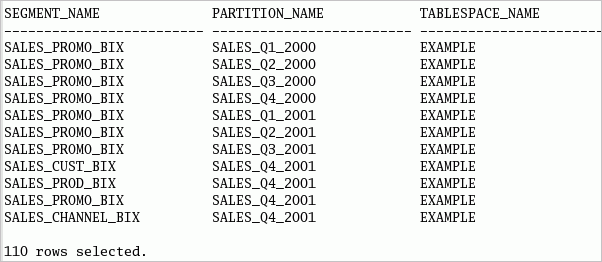 SEGMENT_NAME PARTITION_NAME TABLESPACE_NAME
------------------------- ------------------------- -----------------------
SALES_PROMO_BIX SALES_Q1_2000 EXAMPLE
SALES_PROMO_BIX SALES_Q2_2000 EXAMPLE
SALES_PROMO_BIX SALES_Q3_2000 EXAMPLE
SALES_PROMO_BIX SALES_Q4_2000 EXAMPLE
SALES_PROMO_BIX SALES_Q1_2001 EXAMPLE
SALES_PROMO_BIX SALES_Q2_2001 EXAMPLE
SALES_PROMO_BIX SALES_Q3_2001 EXAMPLE
SALES_CUST_BIX SALES_Q4_2001 EXAMPLE
SALES_PROD_BIX SALES_Q4_2001 EXAMPLE
SALES_PROMO_BIX SALES_Q4_2001 EXAMPLE
SALES_CHANNEL_BIX SALES_Q4_2001 EXAMPLE
110 rows selected.